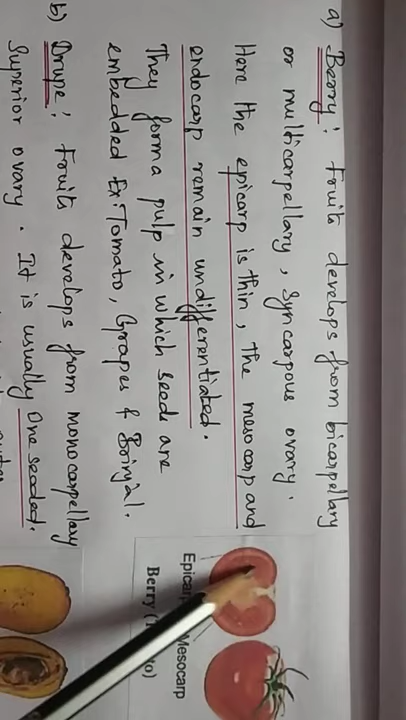 a) Berry: Fruit develops from bicarpellary
or multicarpellary, Syncarpous ovary.
Here the epicarp is thin, The mesocarp and
endocarp remain undifferentiated.
They form a pulp in which seeds are
embedded Ex: Tomato, Grapes & Brinjal.
Epicarp Mesocarp
Berry (
b) Drupe: Fruits develops from monocarpellary
Superior ovary. It is usually One seeded.